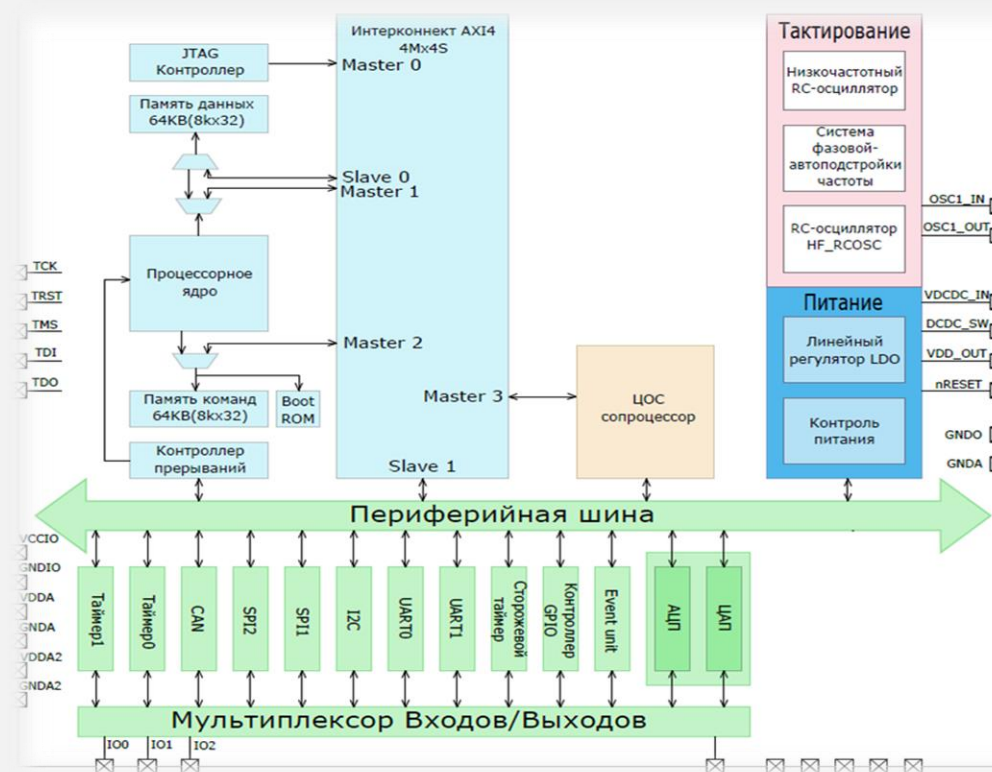 Интерконнект AXI4
4Mx4S
JTAG
Контроллер
Master 0
Память данных
64KB(8kx32)
Slave 0
Master 1
Процессорное
ядро
Master 2
Память команд
64KB(8kx32)
Boot
ROM
Контроллер
прерываний
Master 3
Slave 1
ЦОС
сопроцессор
Тактирование
Низкочастотный
RC-осциллятор
Система
фазовой-
автоподстройки
частоты
RC-осциллятор
HF_RCOSC
Питание
Линейный
регулятор LDO
Контроль
питания
OSC1_IN
OSC1_OUT
VDCDC_IN
DCDC_SW
VDD_OUT
nRESET
GNDO
GNDA
TCK
TRST
TMS
TDI
TDO
Периферийная шина
VCCIO
GNDIO
VDDA
GNDA
VDDA2
GNDA2
Таймер1
Таймер0
CAN
SPI2
SPI1
I2C
UART0
UART1
Сторожевой
таймер
Контроллер
GPIO
Event unit
АЦП
ЦАП
Мультиплексор Входов/Выходов
IO0
IO1
IO2